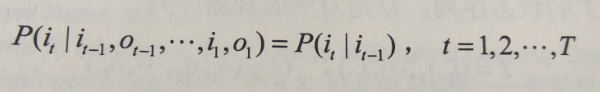 P(i_t | i_{t-1}, o_{t-1}, ⋯, i_1, o_1) = P(i_t | i_{t-1}) , t = 1, 2, ⋯, T